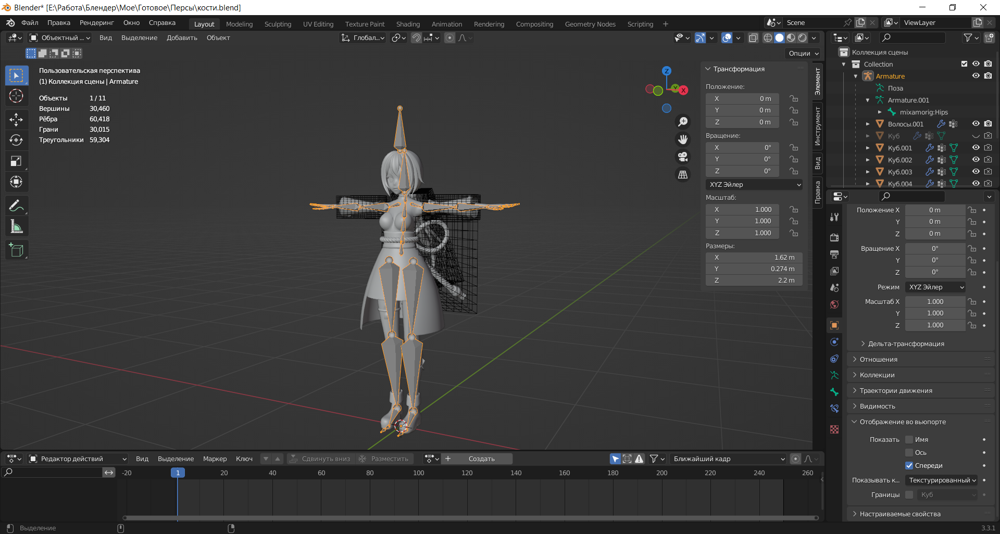 Blender* [E:\Работа\Блендер\Мое\Готовое\Персы\кости.blend]
Файл Правка Рендеринг Окно Справка Layout Modeling Sculpting UV Editing Texture Paint Shading Animation Rendering Compositing Geometry Nodes Scripting + Scene ViewLayer
Объектный ... Вид Выделение Добавить Объект Глобал...
Опции
Пользовательская перспектива
(1) Коллекция сцены | Armature
Объекты 1 / 11
Вершины 30,460
Рёбра 60,418
Грани 30,015
Треугольники 59,304
Z
Y
X
Трансформация
Положение:
X 0 m
Y 0 m
Z 0 m
Вращение:
X 0°
Y 0°
Z 0°
XYZ Эйлер
Масштаб:
X 1.000
Y 1.000
Z 1.000
Размеры:
X 1.62 m
Y 0.274 m
Z 2.2 m
Элемент
Инструмент
Вид
Правка
Коллекция сцены
Collection
Armature
Поза
Armature.001
mixamorig:Hips
Волосы.001
Куб
Куб.001
Куб.002
Куб.003
Куб.004
Положение X 0 m
Y 0 m
Z 0 m
Вращение X 0°
Y 0°
Z 0°
Режим XYZ Эйлер
Масштаб X 1.000
Y 1.000
Z 1.000
Дельта-трансформация
Отношения
Коллекции
Траектории движения
Видимость
Отображение во вьюпорте
Показать Имя
Ось
Спереди
Показывать к... Текстурированный
Границы Куб
Настраиваемые свойства
Редактор действий Вид Выделение Маркер Ключ Сдвинуть вниз Разместить + Создать Ближайший кадр
-20 1 20 40 60 80 100 120 140 160 180 200 220 240 260
Выделение
3.3.1